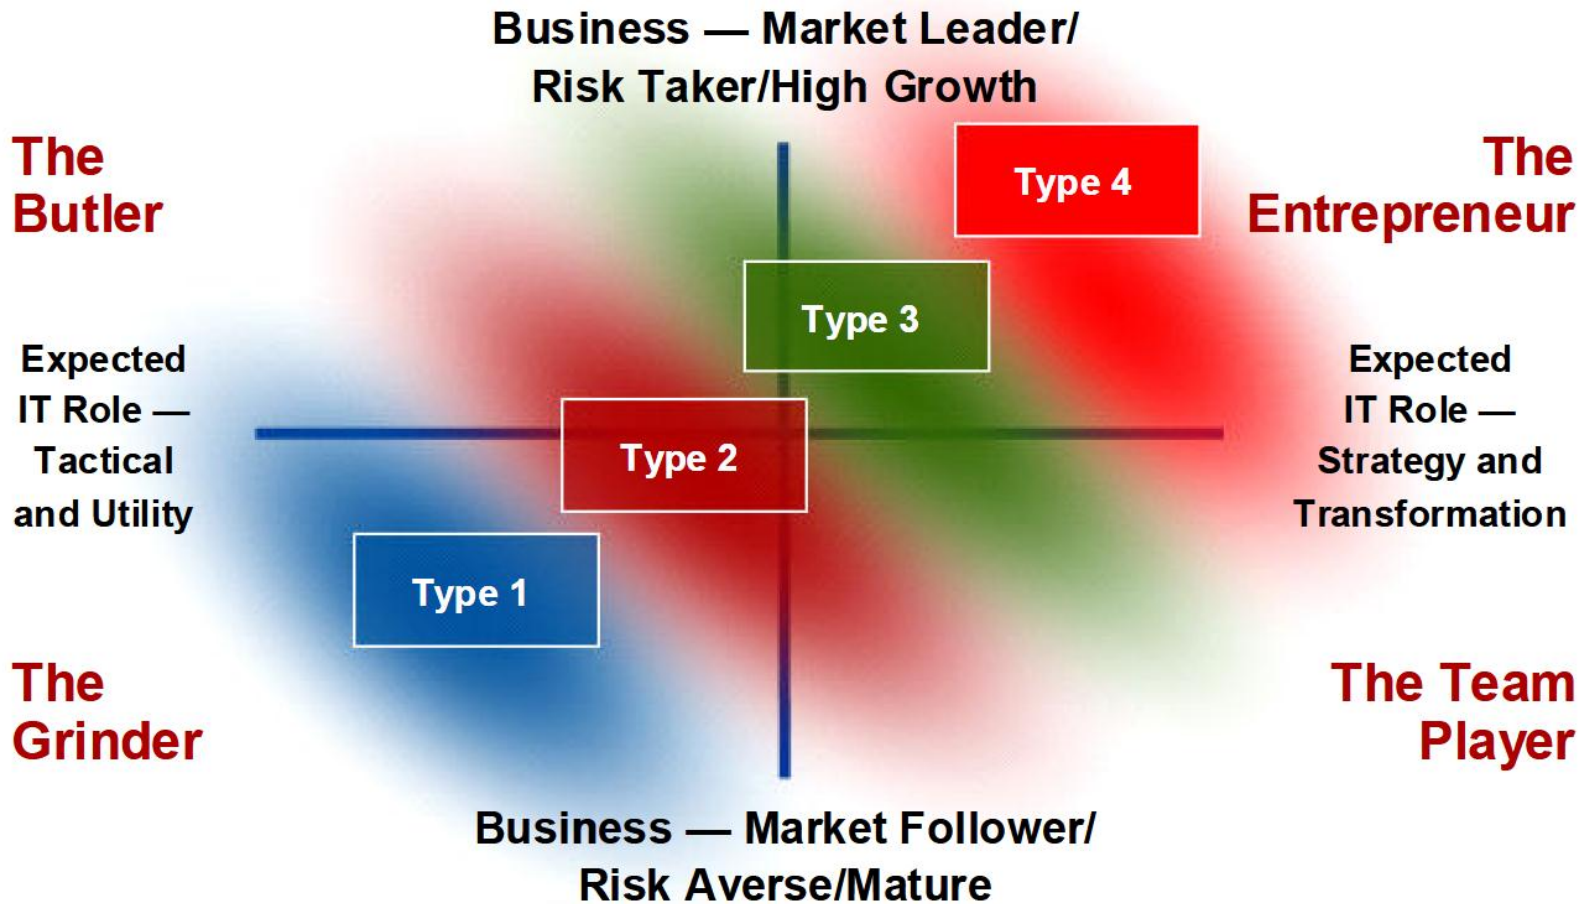 Business — Market Leader/
Risk Taker/High Growth
The
Butler
Type 4
The
Entrepreneur
Type 3
Expected
IT Role —
Tactical
and Utility
Expected
IT Role —
Strategy and
Transformation
Type 2
Type 1
The
Grinder
The Team
Player
Business — Market Follower/
Risk Averse/Mature